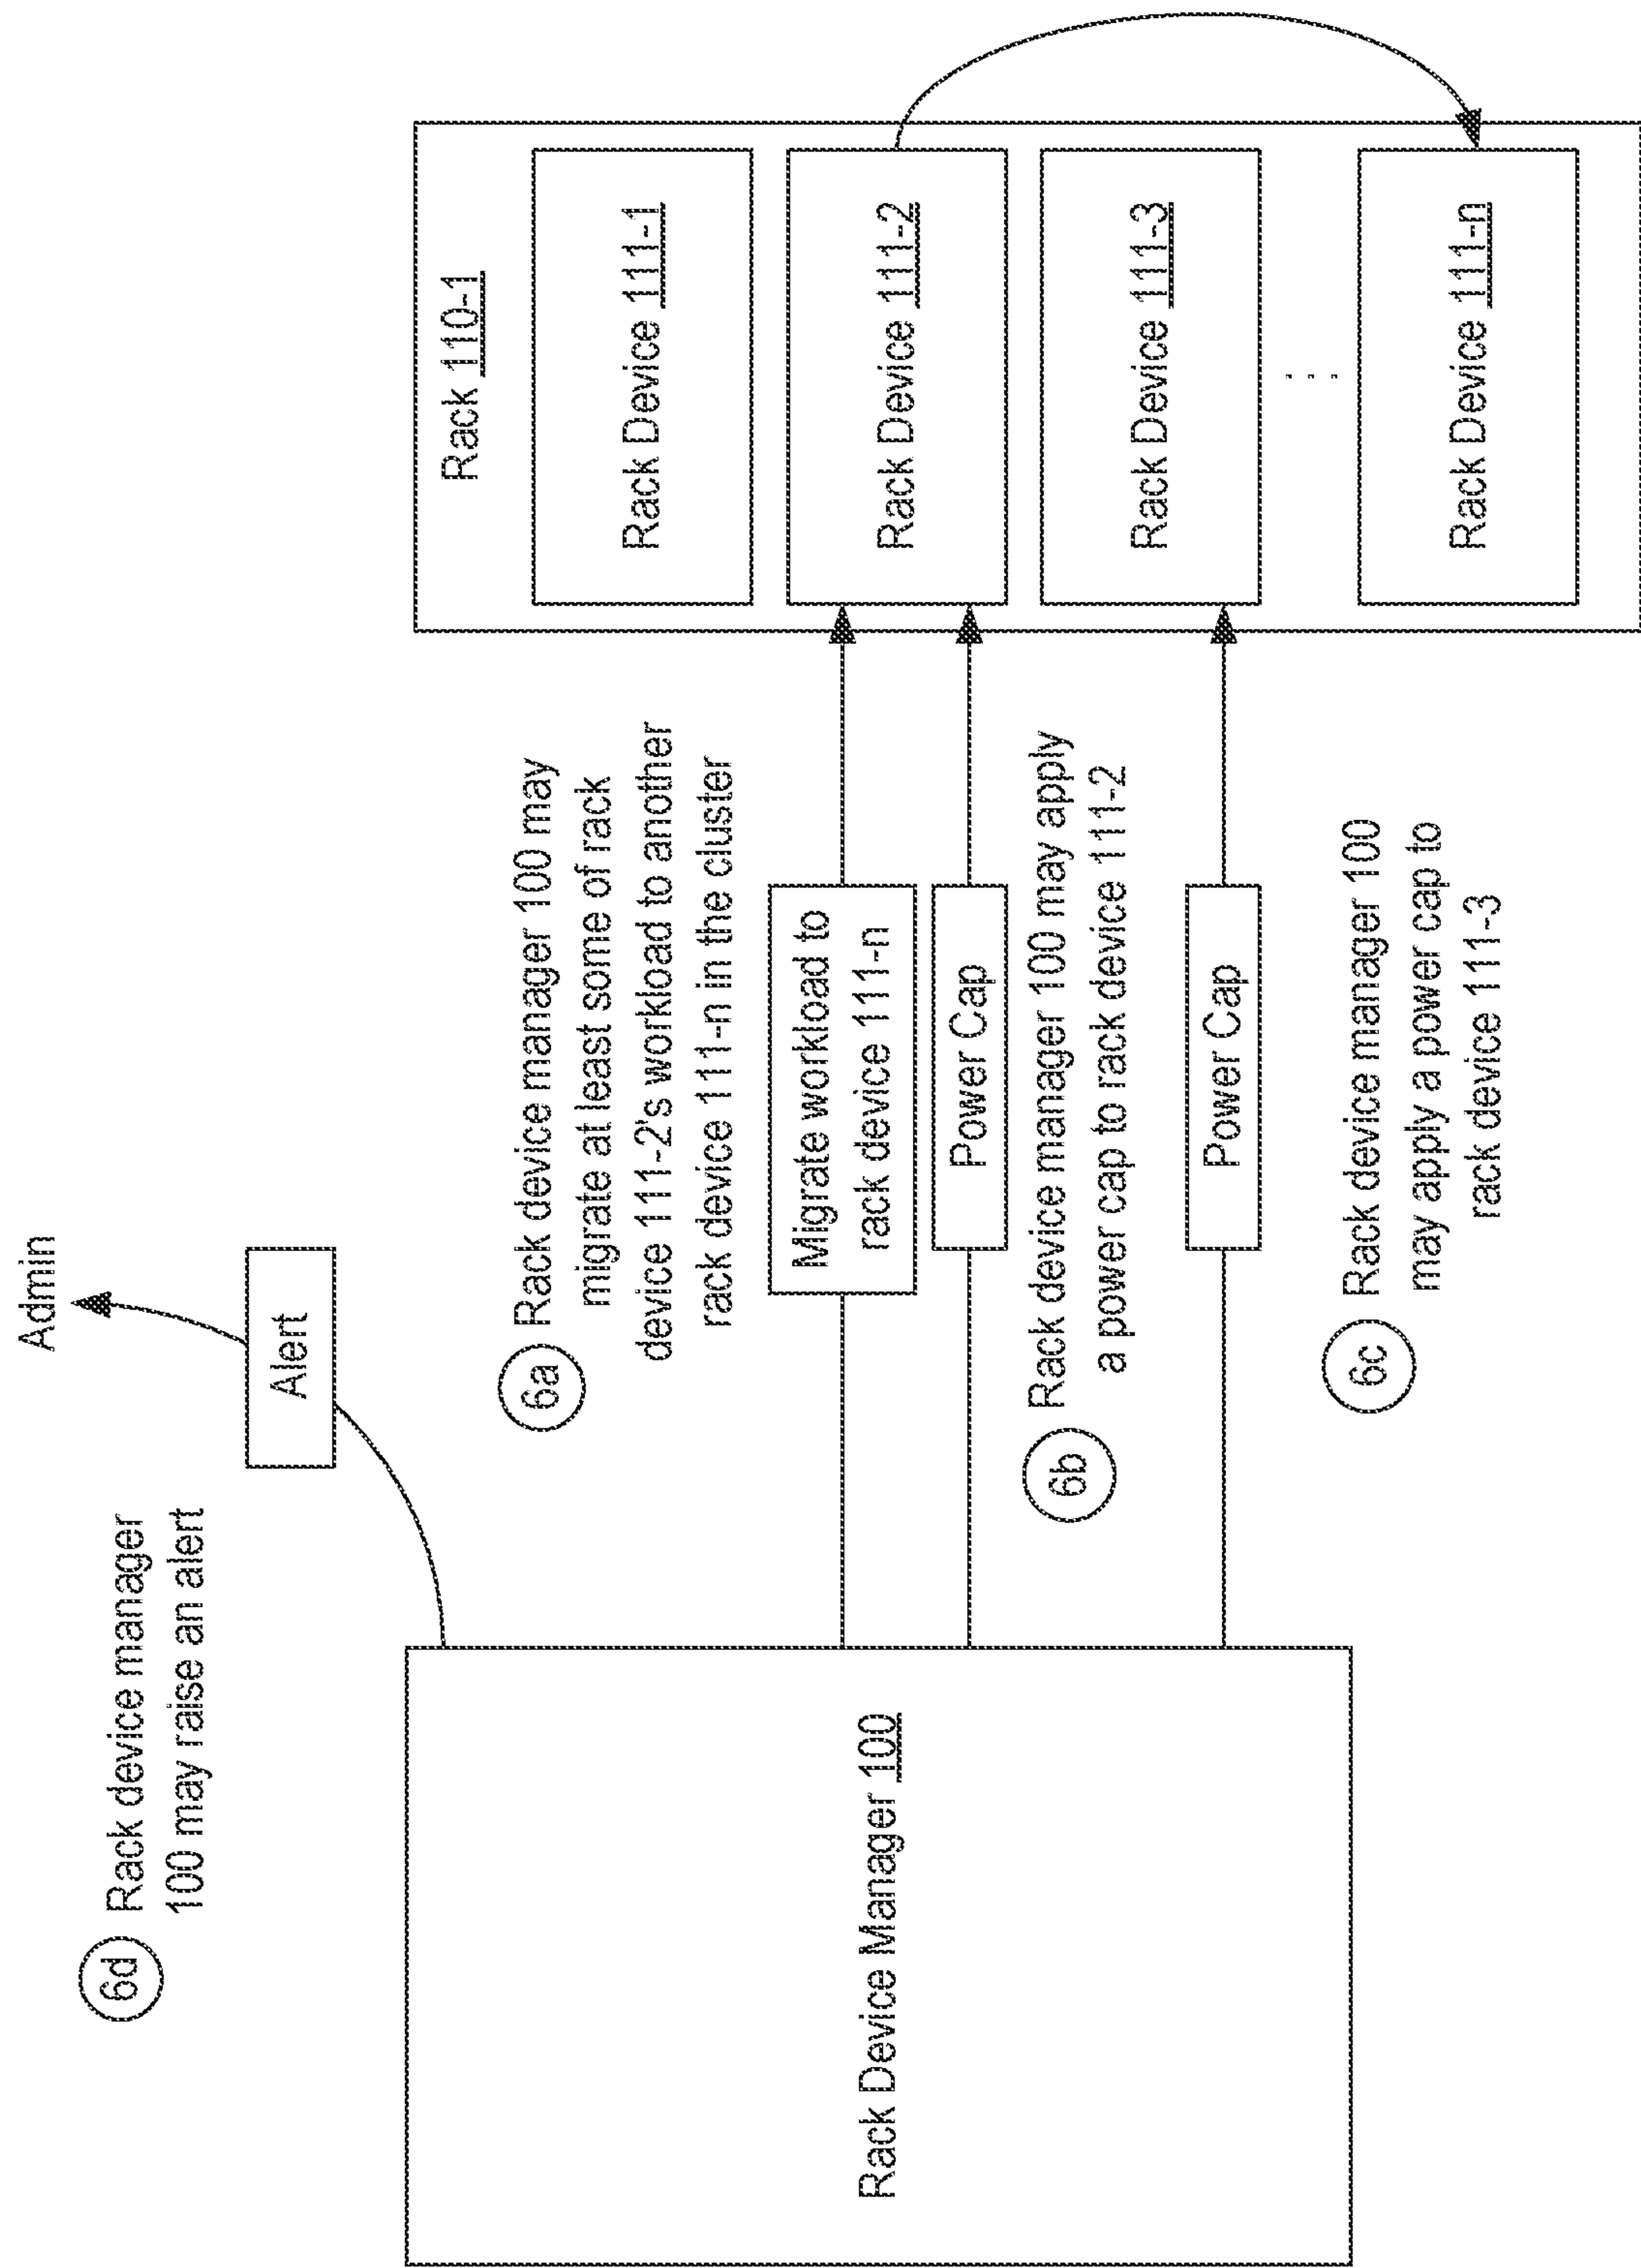 Admin
6d Rack device manager
100 may raise an alert
Alert
Rack Device Manager 100
6a Rack device manager 100 may
migrate at least some of rack
device 111-2's workload to another
rack device 111-n in the cluster
Migrate workload to
rack device 111-n
Power Cap
6b Rack device manager 100 may apply
a power cap to rack device 111-2
Power Cap
6c Rack device manager 100
may apply a power cap to
rack device 111-3
Rack 110-1
Rack Device 111-1
Rack Device 111-2
Rack Device 111-3
. . .
Rack Device 111-n